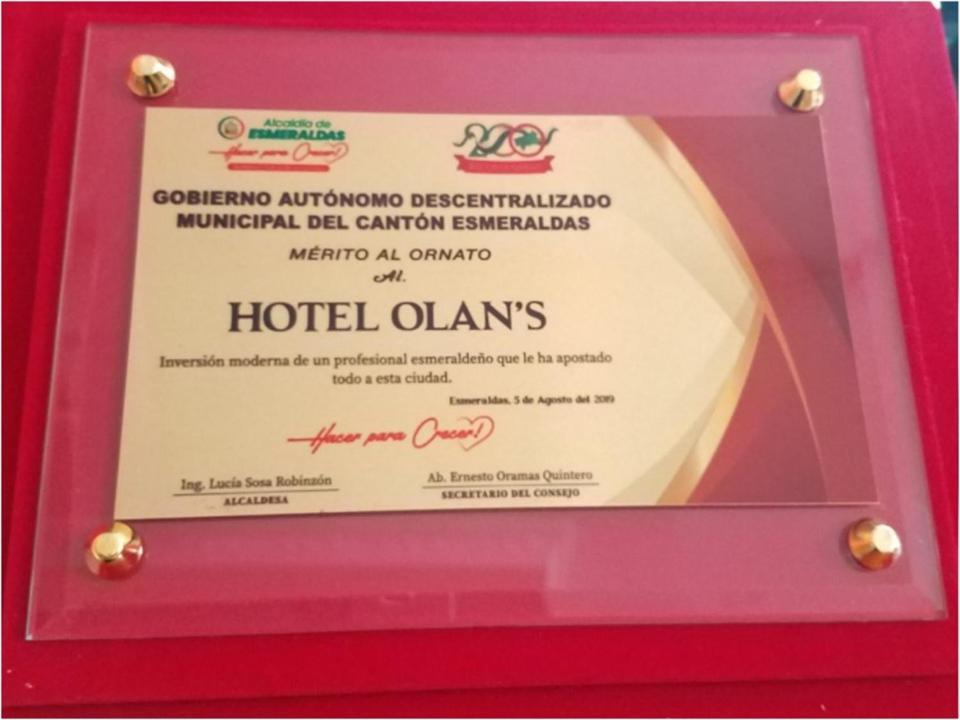 Alcaldía de
ESMERALDAS
Hacer para Crecer!
200
GOBIERNO AUTÓNOMO DESCENTRALIZADO
MUNICIPAL DEL CANTÓN ESMERALDAS
MÉRITO AL ORNATO
Al.
HOTEL OLAN'S
Inversión moderna de un profesional esmeraldeño que le ha apostado
todo a esta ciudad.
Esmeraldas, 5 de Agosto del 2019
Hacer para Crecer!
Ing. Lucía Sosa Robinzón
ALCALDESA
Ab. Ernesto Oramas Quintero
SECRETARIO DEL CONSEJO